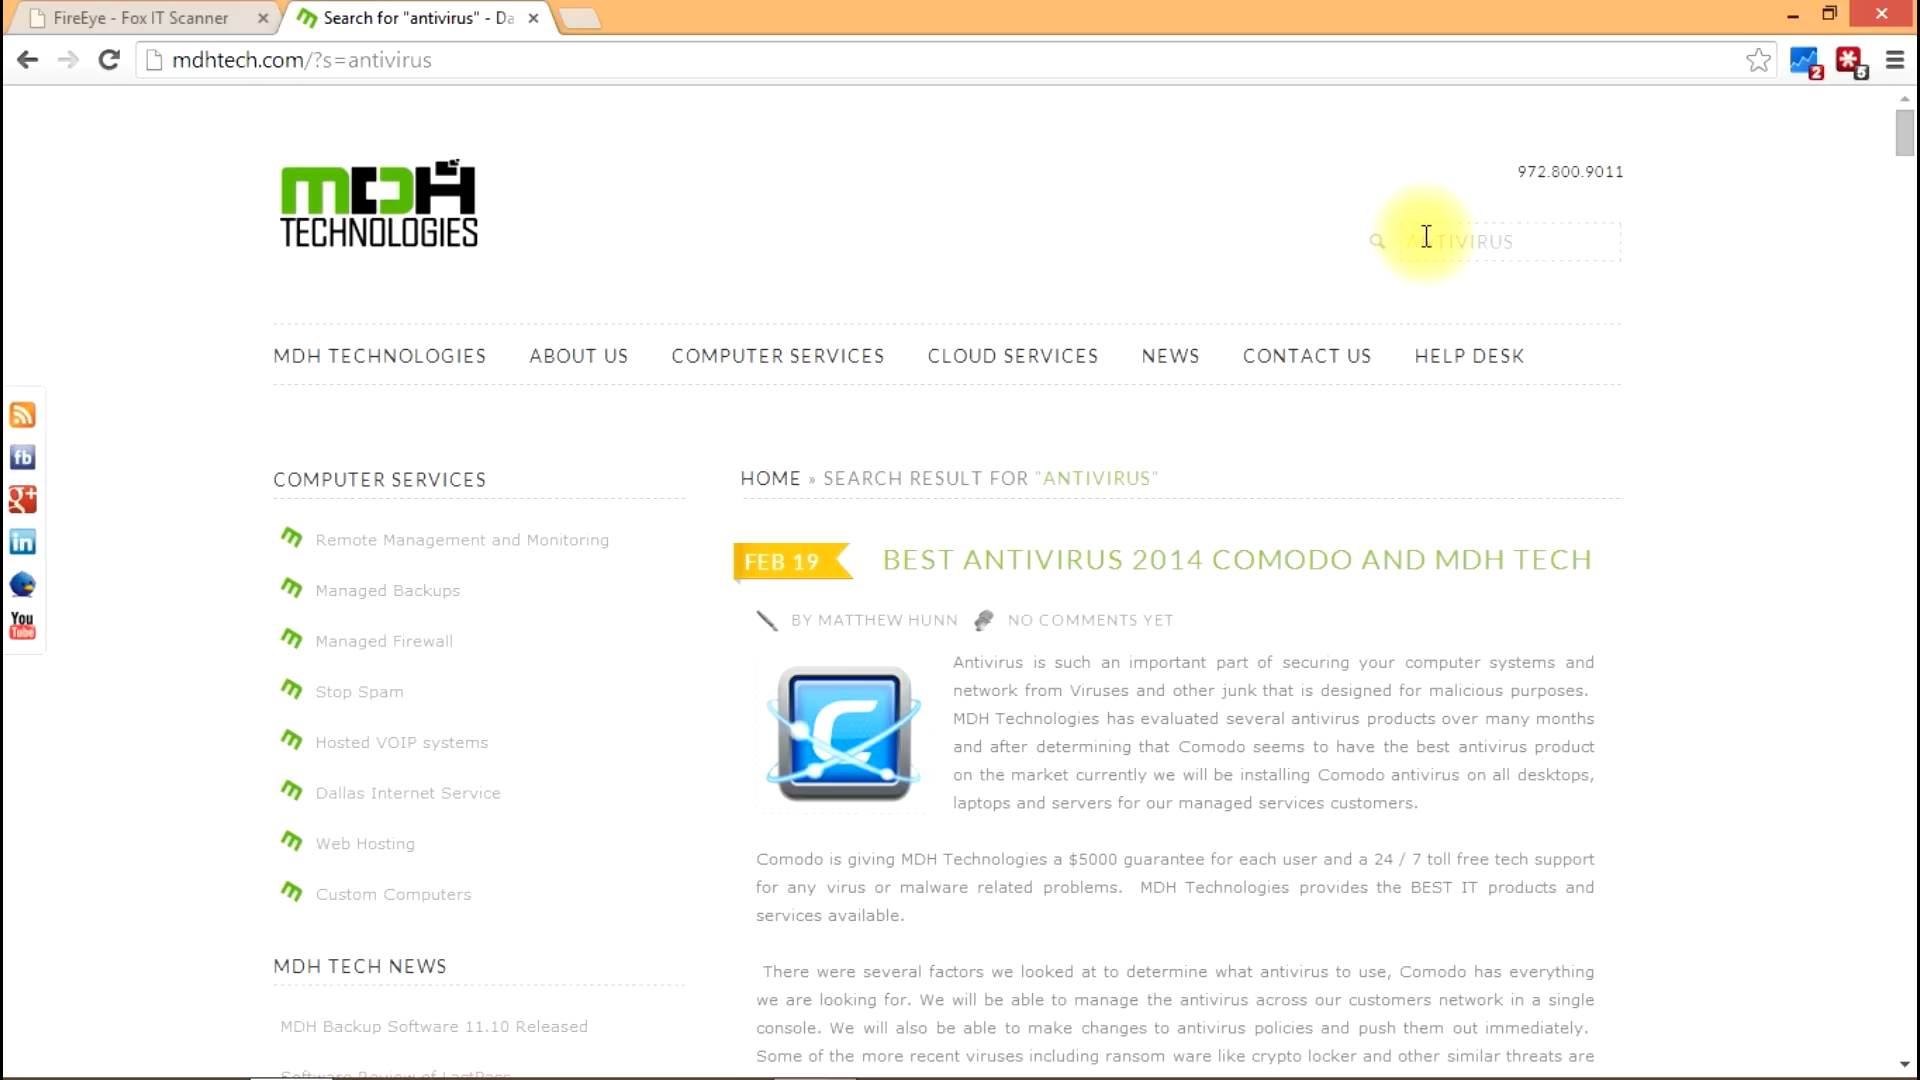 FireEye - Fox IT Scanner
Search for "antivirus" - Da
mdhtech.com/?s=antivirus
2
5
MDH
TECHNOLOGIES
972.800.9011
ANTIVIRUS
MDH TECHNOLOGIES ABOUT US COMPUTER SERVICES CLOUD SERVICES NEWS CONTACT US HELP DESK
fb
g+
in
You
Tube
COMPUTER SERVICES
Remote Management and Monitoring
Managed Backups
Managed Firewall
Stop Spam
Hosted VOIP systems
Dallas Internet Service
Web Hosting
Custom Computers
MDH TECH NEWS
MDH Backup Software 11.10 Released
Software Review of LastPass
HOME » SEARCH RESULT FOR "ANTIVIRUS"
FEB 19
BEST ANTIVIRUS 2014 COMODO AND MDH TECH
BY MATTHEW HUNN NO COMMENTS YET
Antivirus is such an important part of securing your computer systems and
network from Viruses and other junk that is designed for malicious purposes.
MDH Technologies has evaluated several antivirus products over many months
and after determining that Comodo seems to have the best antivirus product
on the market currently we will be installing Comodo antivirus on all desktops,
laptops and servers for our managed services customers.
Comodo is giving MDH Technologies a $5000 guarantee for each user and a 24 / 7 toll free tech support
for any virus or malware related problems. MDH Technologies provides the BEST IT products and
services available.
There were several factors we looked at to determine what antivirus to use, Comodo has everything
we are looking for. We will be able to manage the antivirus across our customers network in a single
console. We will also be able to make changes to antivirus policies and push them out immediately.
Some of the more recent viruses including ransom ware like crypto locker and other similar threats are